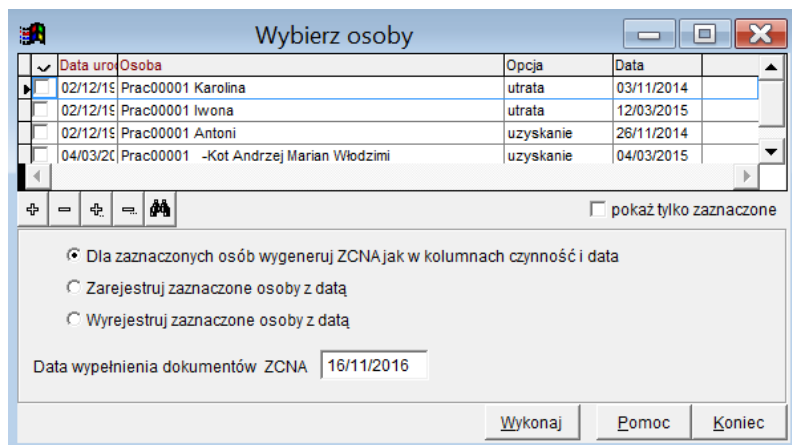 Wybierz osoby
Data uro Osoba Opcja Data
02/12/19 Prac00001 Karolina utrata 03/11/2014
02/12/19 Prac00001 Iwona utrata 12/03/2015
02/12/19 Prac00001 Antoni uzyskanie 26/11/2014
04/03/20 Prac00001 -Kot Andrzej Marian Włodzimi uzyskanie 04/03/2015
pokaż tylko zaznaczone
Dla zaznaczonych osób wygeneruj ZCNA jak w kolumnach czynność i data
Zarejestruj zaznaczone osoby z datą
Wyrejestruj zaznaczone osoby z datą
Data wypełnienia dokumentów ZCNA 16/11/2016
Wykonaj Pomoc Koniec